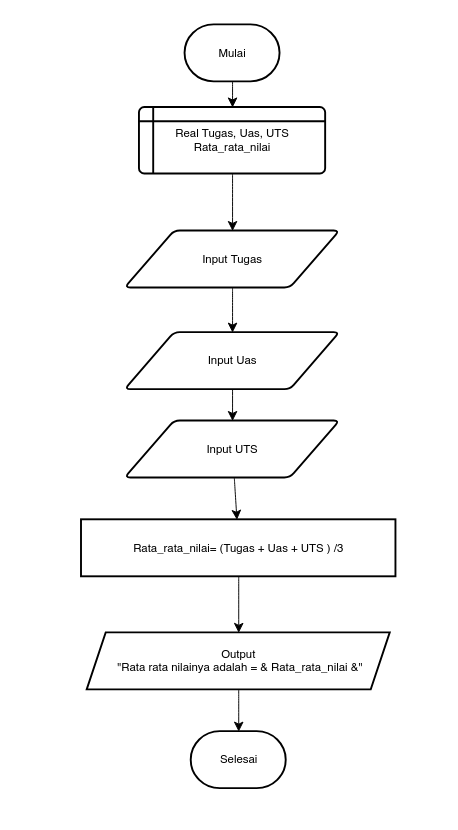 Mulai
Real Tugas, Uas, UTS
Rata_rata_nilai
Input Tugas
Input Uas
Input UTS
Rata_rata_nilai= (Tugas + Uas + UTS ) /3
Output
"Rata rata nilainya adalah = & Rata_rata_nilai &"
Selesai